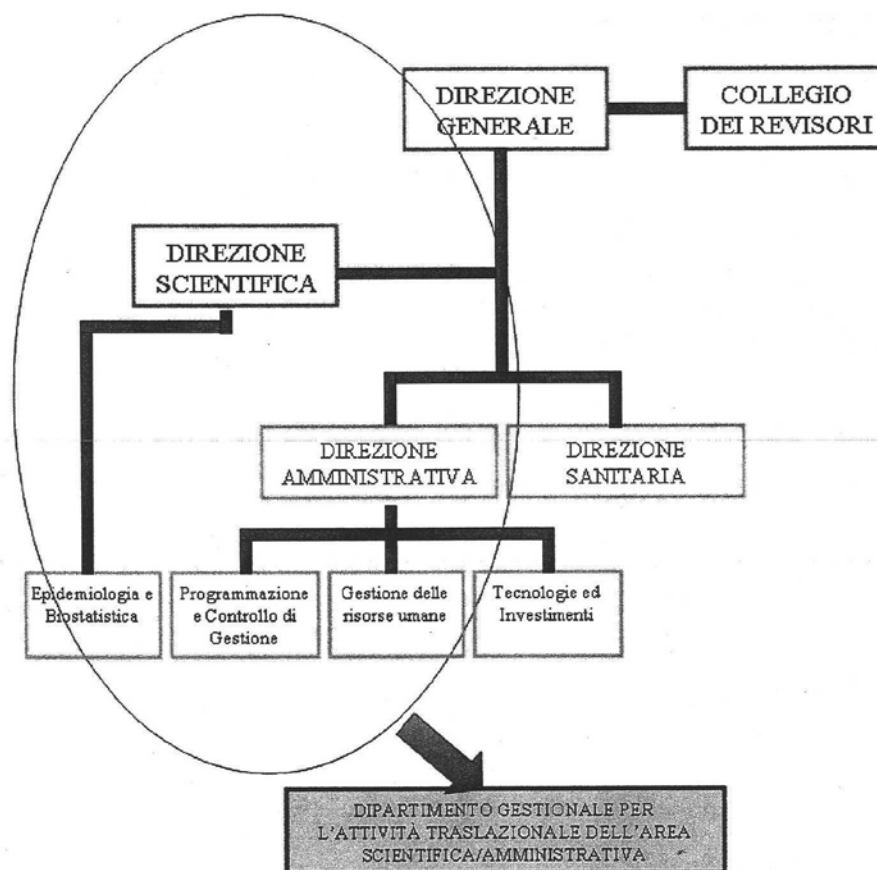 DIREZIONE
GENERALE
COLLEGIO
DEI REVISORI
DIREZIONE
SCIENTIFICA
DIREZIONE
AMMINISTRATIVA
DIREZIONE
SANITARIA
Epidemiologia e
Biostatistica
Programmazione
e Controllo di
Gestione
Gestione delle
risorse umane
Tecnologie ed
Investimenti
DIPARTIMENTO GESTIONALE PER
L'ATTIVITÀ TRASLAZIONALE DELL'AREA
SCIENTIFICA/AMMINISTRATIVA